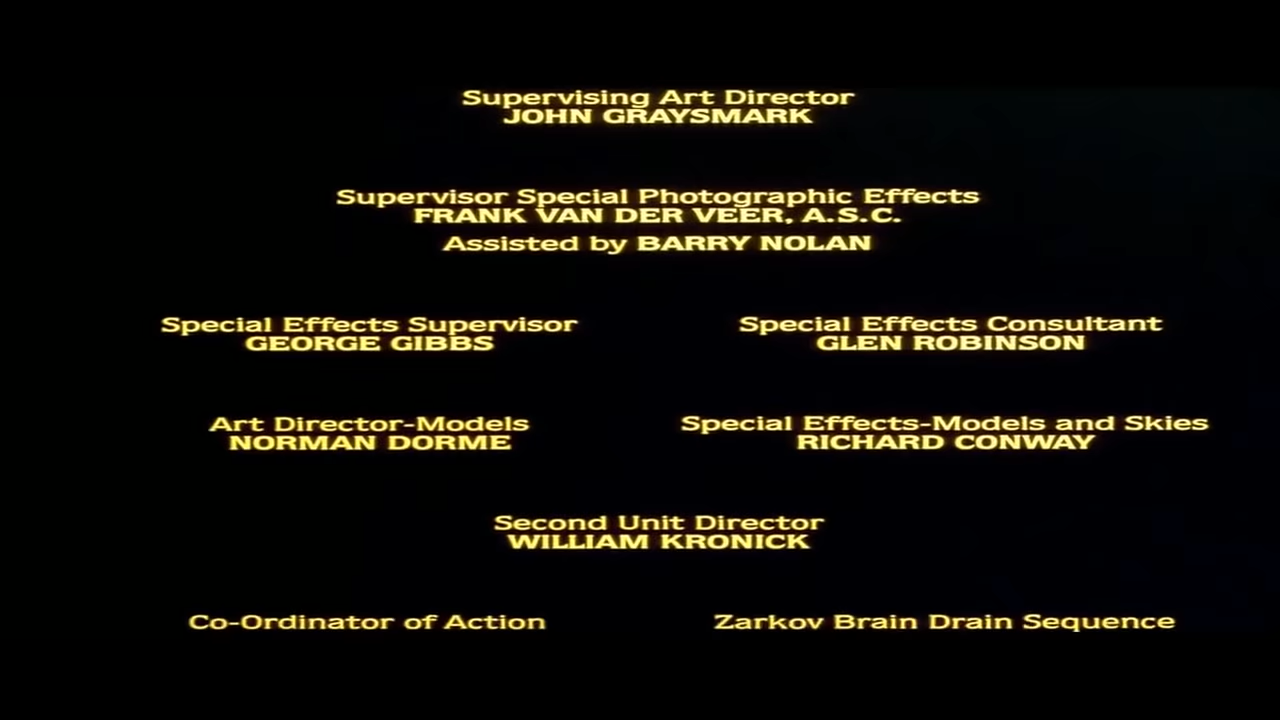 Supervising Art Director
JOHN GRAYSMARK
Supervisor Special Photographic Effects
FRANK VAN DER VEER, A.S.C.
Assisted by BARRY NOLAN
Special Effects Supervisor
GEORGE GIBBS
Special Effects Consultant
GLEN ROBINSON
Art Director-Models
NORMAN DORME
Special Effects-Models and Skies
RICHARD CONWAY
Second Unit Director
WILLIAM KRONICK
Co-Ordinator of Action
Zarkov Brain Drain Sequence